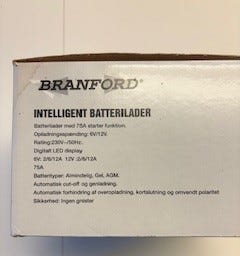 BRANFORD®
INTELLIGENT BATTERILADER
Batterilader med 75A starter funktion.
Opladningsspænding: 6V/12V.
Rating:230V~/50Hz.
Digitalt LED display
6V: 2/6/12A 12V :2/6/12A
75A
Batterityper: Almindelig, Gel, AGM.
Automatisk cut-off og genladning.
Automatisk forhindring af overopladning, kortslutning og omvendt polaritet
Sikkerhed: ingen gnister